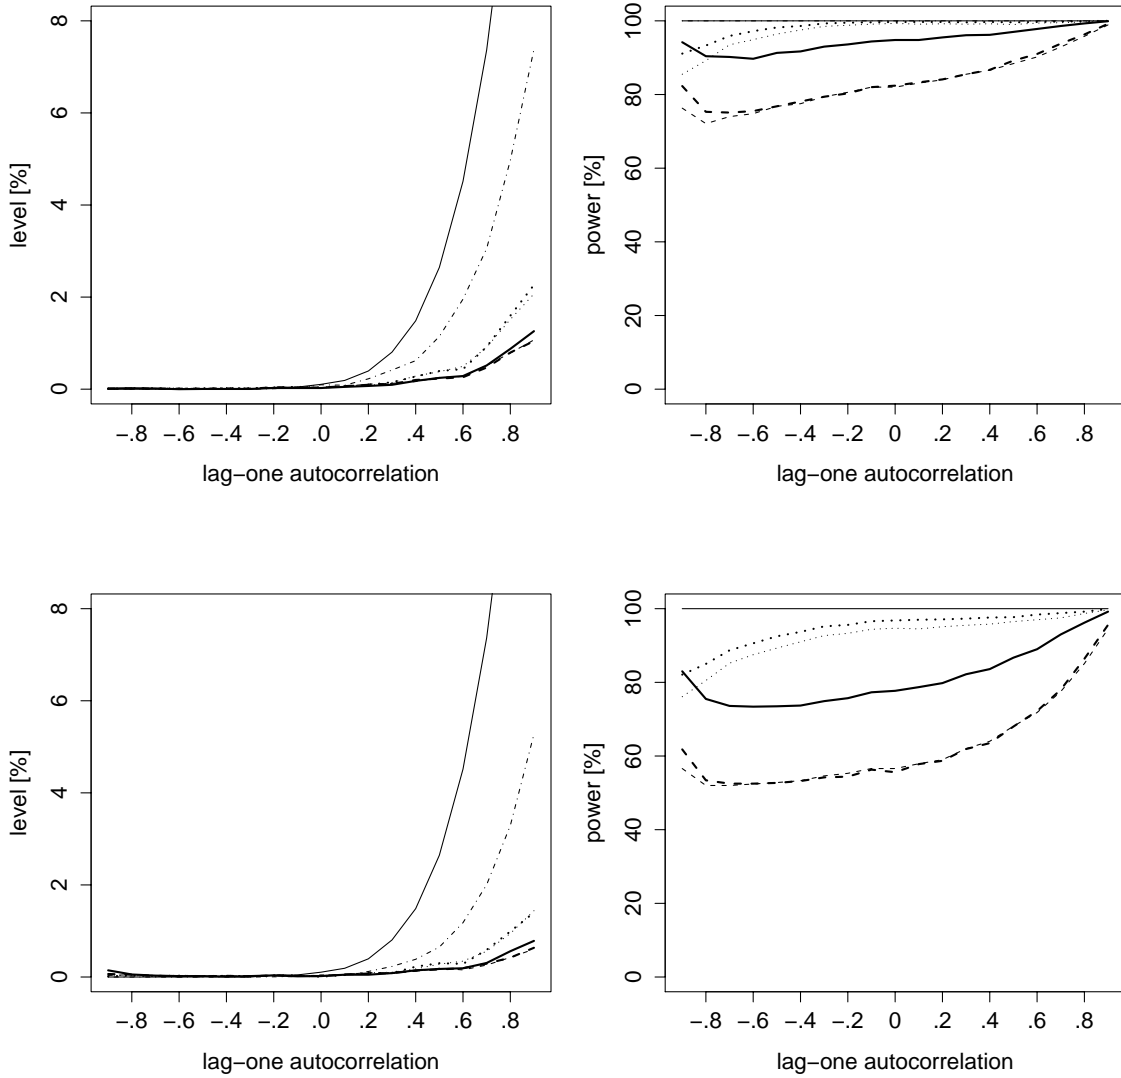 8
6
4
2
0
level [%]
−.8 −.6 −.4 −.2 .0 .2 .4 .6 .8
lag−one autocorrelation
100
80
60
40
20
0
power [%]
−.8 −.6 −.4 −.2 0 .2 .4 .6 .8
lag−one autocorrelation
8
6
4
2
0
level [%]
−.8 −.6 −.4 −.2 .0 .2 .4 .6 .8
lag−one autocorrelation
100
80
60
40
20
0
power [%]
−.8 −.6 −.4 −.2 0 .2 .4 .6 .8
lag−one autocorrelation